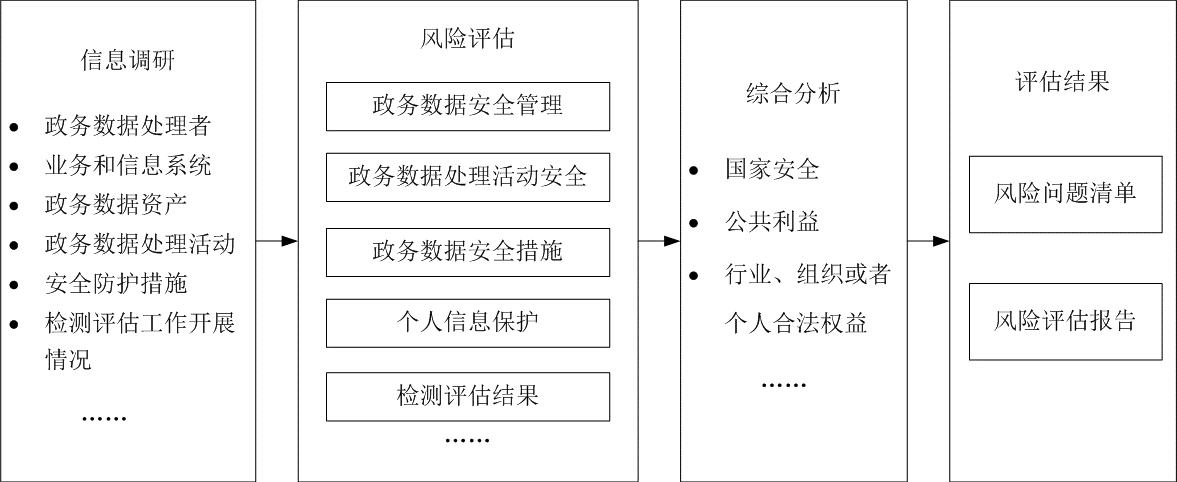 信息调研
政务数据处理者
业务和信息系统
政务数据资产
政务数据处理活动
安全防护措施
检测评估工作开展
情况
……
风险评估
政务数据安全管理
政务数据处理活动安全
政务数据安全措施
个人信息保护
检测评估结果
……
综合分析
国家安全
公共利益
行业、组织或者
个人合法权益
……
评估结果
风险问题清单
风险评估报告